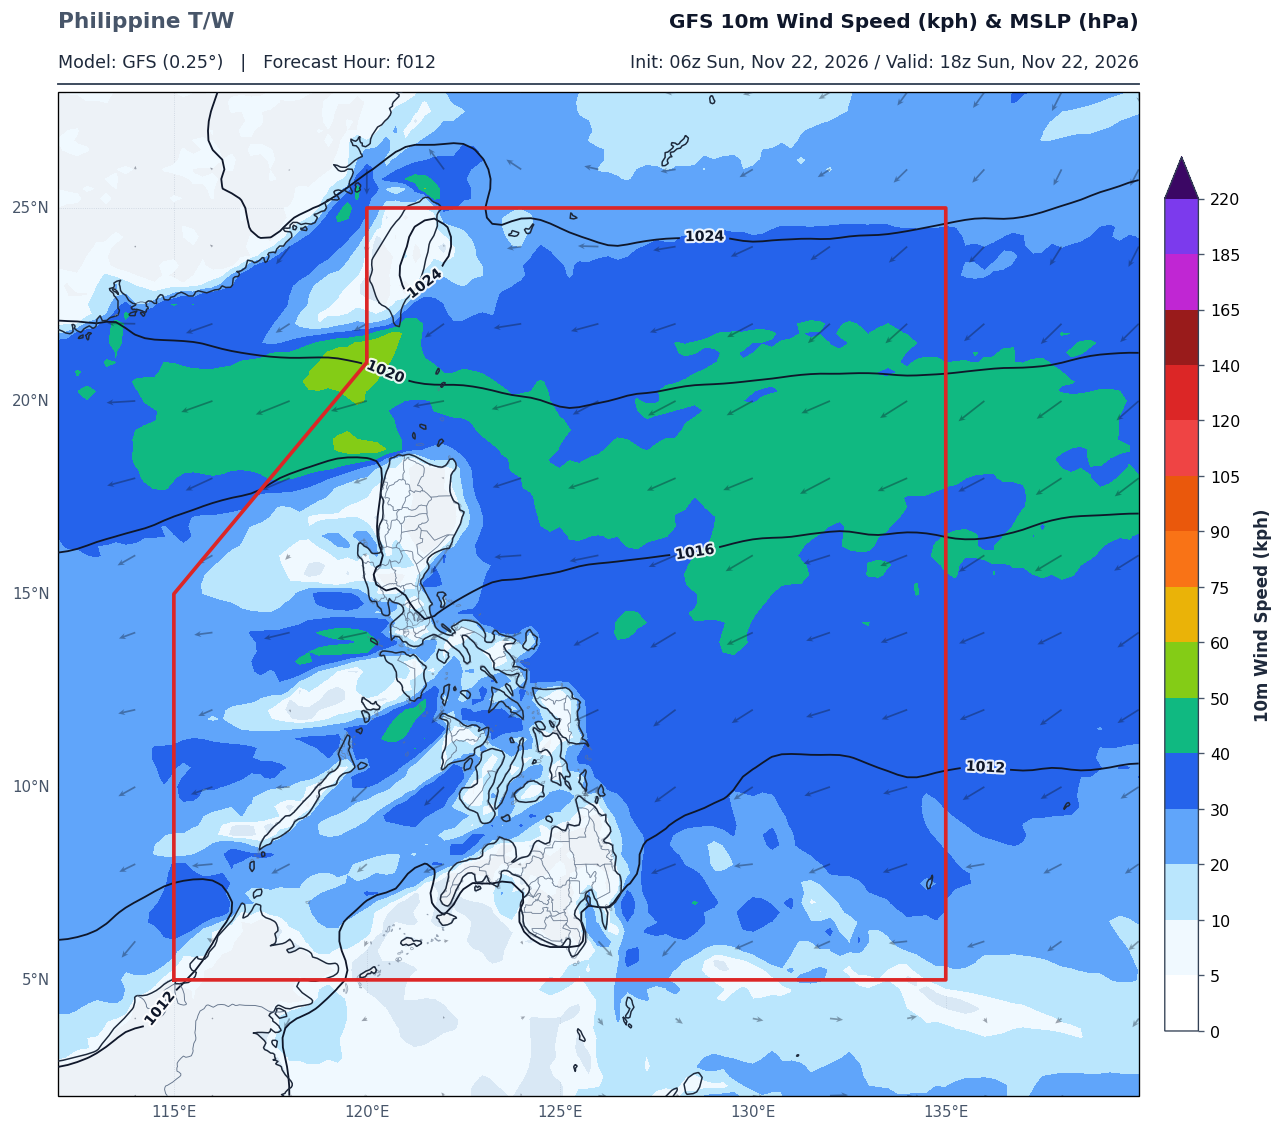 Philippine T/W
GFS 10m Wind Speed (kph) & MSLP (hPa)
Model: GFS (0.25°) | Forecast Hour: f012
Init: 06z Sun, Nov 22, 2026 / Valid: 18z Sun, Nov 22, 2026
25°N
20°N
15°N
10°N
5°N
115°E
120°E
125°E
130°E
135°E
1024
1024
1020
1016
1012
1012
220
185
165
140
120
105
90
75
60
50
40
30
20
10
5
0
10m Wind Speed (kph)